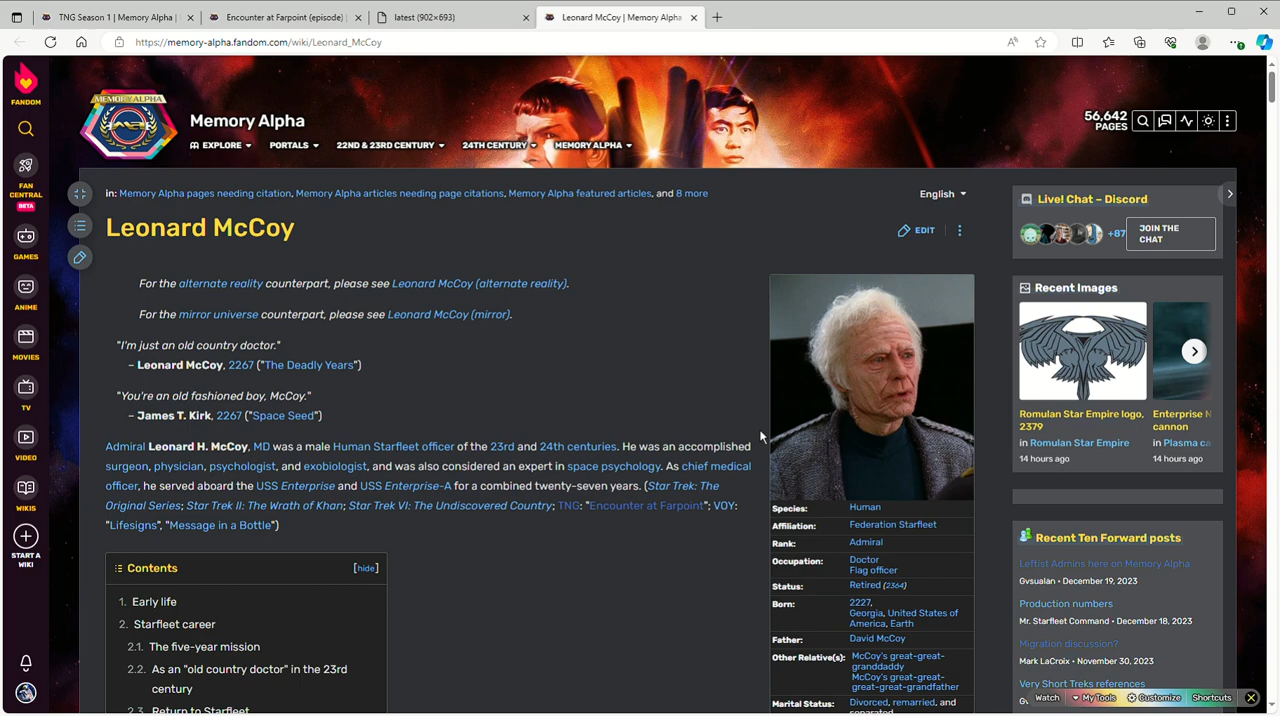 TNG Season 1 | Memory Alpha
Encounter at Farpoint (episode)
latest (902×693)
Leonard McCoy | Memory Alpha
https://memory-alpha.fandom.com/wiki/Leonard_McCoy
FANDOM
FAN
CENTRAL
BETA
GAMES
ANIME
MOVIES
TV
VIDEO
WIKIS
START A
WIKI
MEMORY ALPHA
Memory Alpha
EXPLORE
PORTALS
22ND & 23RD CENTURY
24TH CENTURY
MEMORY ALPHA
56,642
PAGES
in: Memory Alpha pages needing citation, Memory Alpha articles needing page citations, Memory Alpha featured articles, and 8 more
English
Leonard McCoy
EDIT
For the alternate reality counterpart, please see Leonard McCoy (alternate reality).
For the mirror universe counterpart, please see Leonard McCoy (mirror).
"I'm just an old country doctor."
– Leonard McCoy, 2267 ("The Deadly Years")
"You're an old fashioned boy, McCoy."
– James T. Kirk, 2267 ("Space Seed")
Admiral Leonard H. McCoy, MD was a male Human Starfleet officer of the 23rd and 24th centuries. He was an accomplished
surgeon, physician, psychologist, and exobiologist, and was also considered an expert in space psychology. As chief medical
officer, he served aboard the USS Enterprise and USS Enterprise-A for a combined twenty-seven years. (Star Trek: The
Original Series; Star Trek II: The Wrath of Khan; Star Trek VI: The Undiscovered Country; TNG: "Encounter at Farpoint"; VOY:
"Lifesigns", "Message in a Bottle")
Contents [hide]
1. Early life
2. Starfleet career
2.1. The five-year mission
2.2. As an "old country doctor" in the 23rd
century
2.3. Return to Starfleet
Species: Human
Affiliation: Federation Starfleet
Rank: Admiral
Occupation: Doctor
Flag officer
Status: Retired (2364)
Born: 2227,
Georgia, United States of
America, Earth
Father: David McCoy
Other Relative(s): McCoy's great-great-
granddaddy
McCoy's great-great-
great-great-grandfather
Marital Status: Divorced, remarried, and
separated
Live! Chat – Discord
+87
JOIN THE
CHAT
Recent Images
Romulan Star Empire logo,
2379
in Romulan Star Empire
14 hours ago
Enterprise N
cannon
in Plasma ca
14 hours ago
Recent Ten Forward posts
Leftist Admins here on Memory Alpha
Gvsualan • December 19, 2023
Production numbers
Mr. Starfleet Command • December 18, 2023
Migration discussion?
Mark LaCroix • November 30, 2023
Very Short Treks references
Watch
My Tools
Customize
Shortcuts